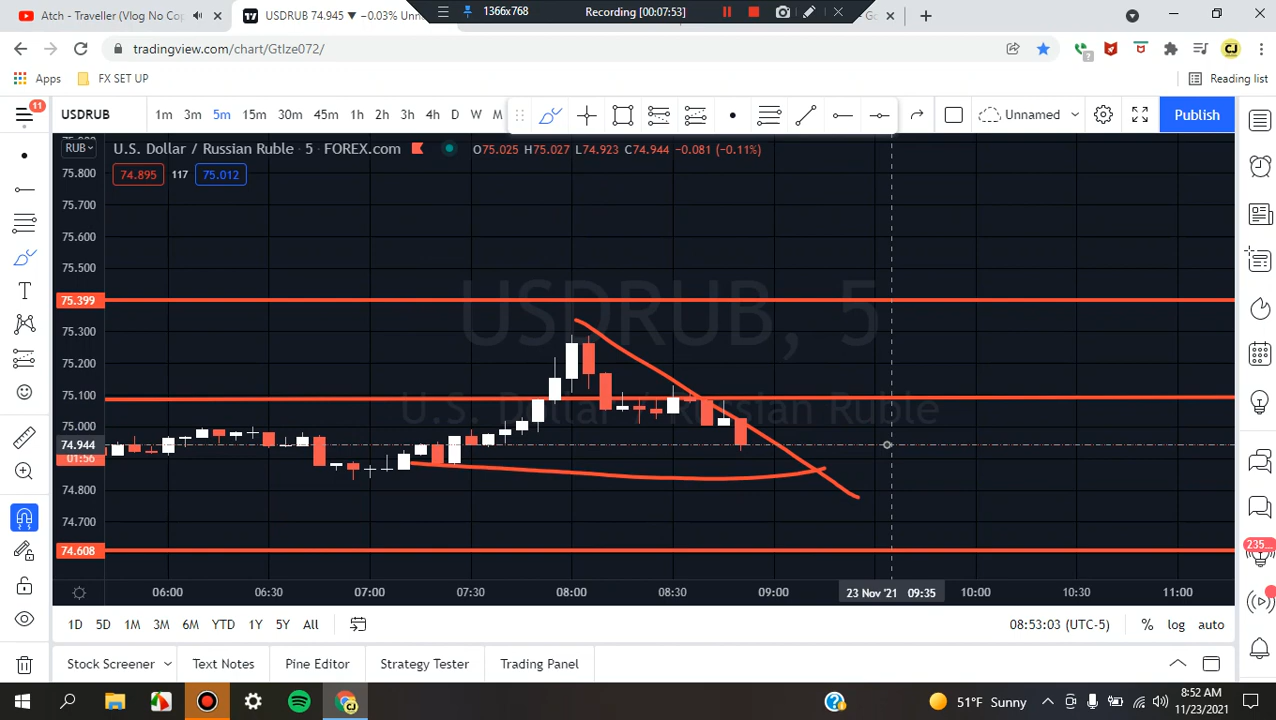 Atch - Traveller (Vlog No Cop
USDRUB 74.945 ▼ −0.03% Unn
1366x768
Recording [00:07:53]
tradingview.com/chart/Gtlze072/
Apps
FX SET UP
Reading list
11
USDRUB
1m 3m 5m 15m 30m 45m 1h 2h 3h 4h D W M
Unnamed
Publish
RUB
U.S. Dollar / Russian Ruble · 5 · FOREX.com
O75.025 H75.027 L74.923 C74.944 −0.081 (−0.11%)
74.895 117 75.012
USDRUB, 5
U.S. Dollar / Russian Ruble
75.800
75.700
75.600
75.500
75.399
75.300
75.200
75.100
75.000
74.944
01:56
74.800
74.700
74.608
06:00 06:30 07:00 07:30 08:00 08:30 09:00 23 Nov '21 09:35 10:00 10:30 11:00
1D 5D 1M 3M 6M YTD 1Y 5Y All
08:53:03 (UTC-5) % log auto
Stock Screener Text Notes Pine Editor Strategy Tester Trading Panel
235
51°F Sunny
8:52 AM
11/23/2021